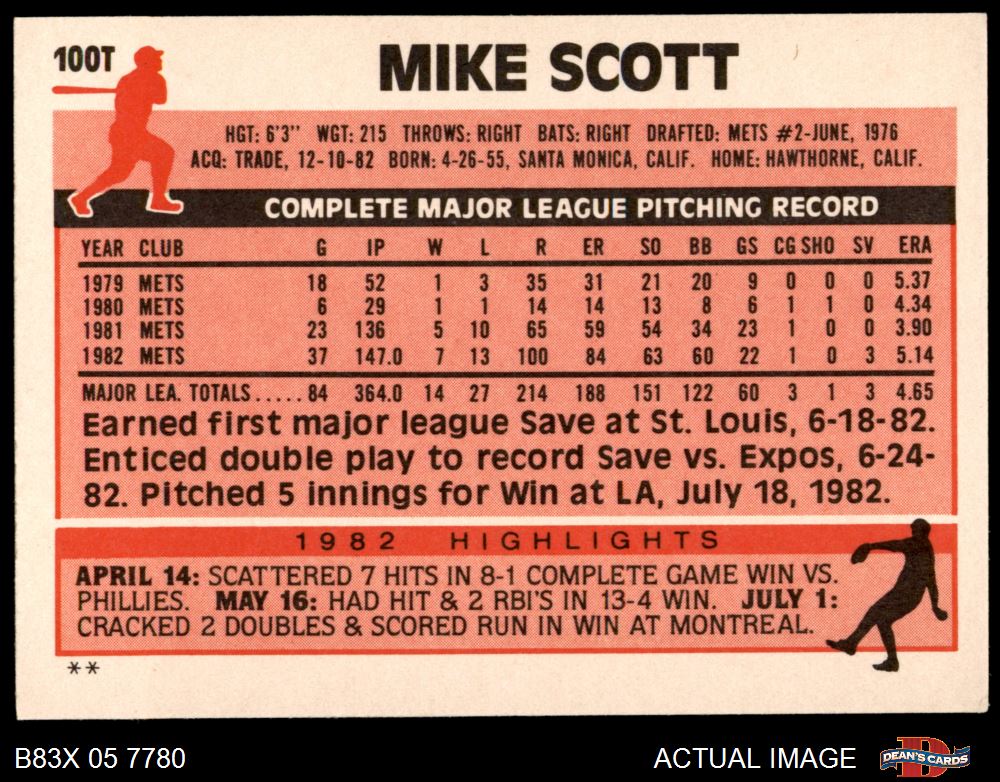 100T
MIKE SCOTT
HGT: 6'3'' WGT: 215 THROWS: RIGHT BATS: RIGHT DRAFTED: METS #2-JUNE, 1976
ACQ: TRADE, 12-10-82 BORN: 4-26-55, SANTA MONICA, CALIF. HOME: HAWTHORNE, CALIF.
COMPLETE MAJOR LEAGUE PITCHING RECORD
YEAR CLUB G IP W L R ER SO BB GS CG SHO SV ERA
1979 METS 18 52 1 3 35 31 21 20 9 0 0 0 5.37
1980 METS 6 29 1 1 14 14 13 8 6 1 1 0 4.34
1981 METS 23 136 5 10 65 59 54 34 23 1 0 0 3.90
1982 METS 37 147.0 7 13 100 84 63 60 22 1 0 3 5.14
MAJOR LEA. TOTALS..... 84 364.0 14 27 214 188 151 122 60 3 1 3 4.65
Earned first major league Save at St. Louis, 6-18-82.
Enticed double play to record Save vs. Expos, 6-24-
82. Pitched 5 innings for Win at LA, July 18, 1982.
1982 HIGHLIGHTS
APRIL 14: SCATTERED 7 HITS IN 8-1 COMPLETE GAME WIN VS.
PHILLIES. MAY 16: HAD HIT & 2 RBI'S IN 13-4 WIN. JULY 1:
CRACKED 2 DOUBLES & SCORED RUN IN WIN AT MONTREAL.
**
B83X 05 7780 ACTUAL IMAGE D DEAN'S CARDS